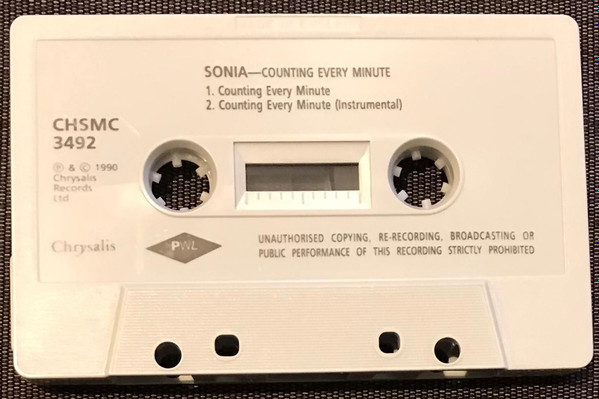 SONIA—COUNTING EVERY MINUTE
1. Counting Every Minute
2. Counting Every Minute (Instrumental)
CHSMC
3492
℗ & © 1990
Chrysalis
Records
Ltd
Chrysalis
PWL
UNAUTHORISED COPYING, RE-RECORDING, BROADCASTING OR
PUBLIC PERFORMANCE OF THIS RECORDING STRICTLY PROHIBITED